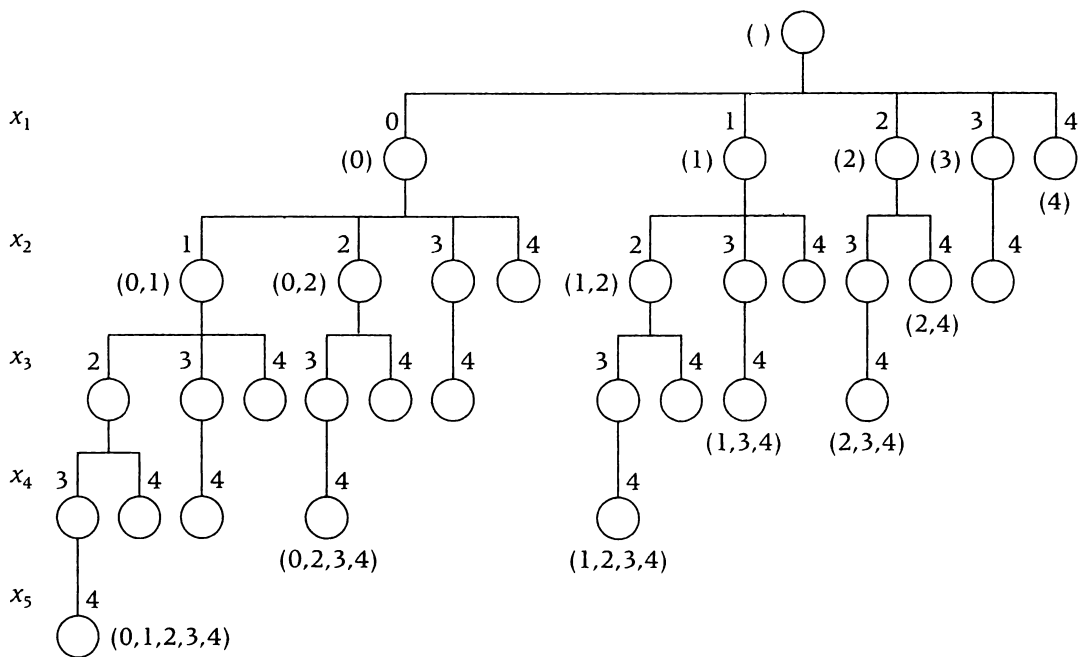 ( )
x₁ 0 1 2 3 4
(0) (1) (2) (3)
(4)
x₂ 1 2 3 4 2 3 4 3 4 4
(0,1) (0,2) (1,2)
(2,4)
x₃ 2 3 4 3 4 4 3 4 4 4
(1,3,4) (2,3,4)
x₄ 3 4 4 4 4
(0,2,3,4) (1,2,3,4)
x₅ 4
(0,1,2,3,4)